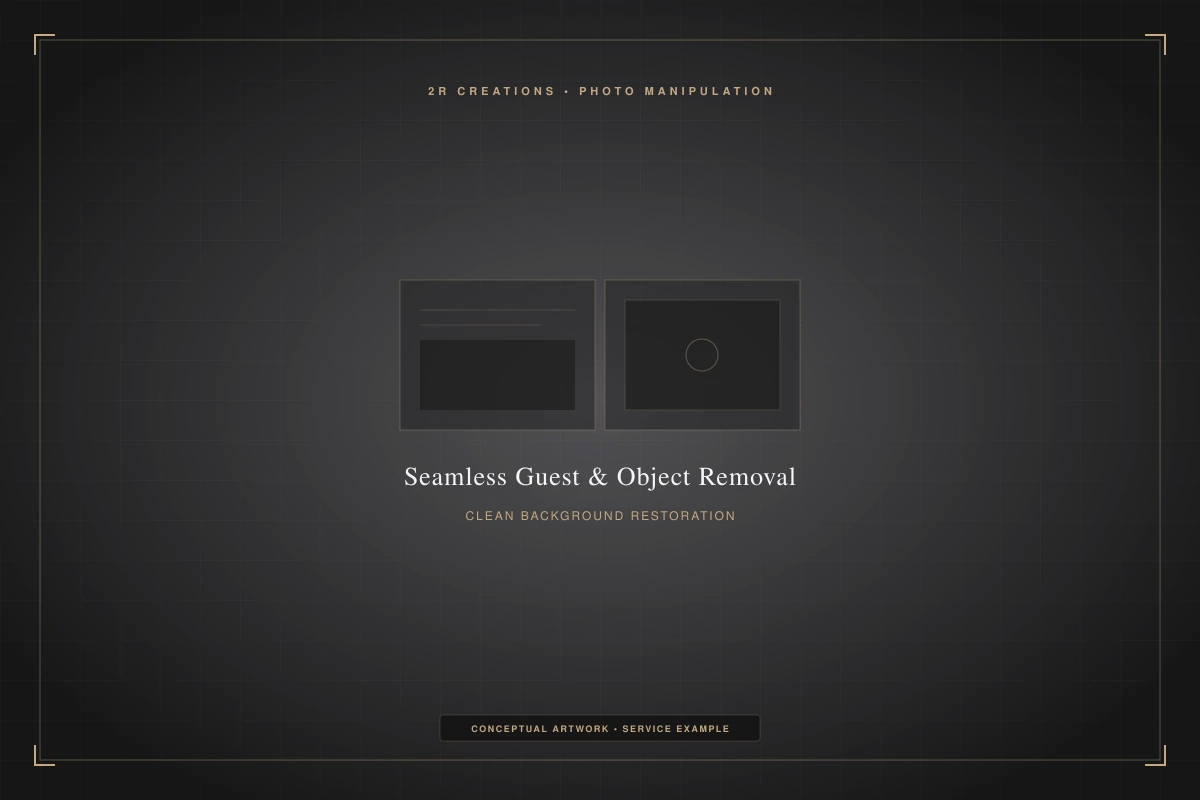 2R CREATIONS • PHOTO MANIPULATION
Seamless Guest & Object Removal
CLEAN BACKGROUND RESTORATION
CONCEPTUAL ARTWORK • SERVICE EXAMPLE